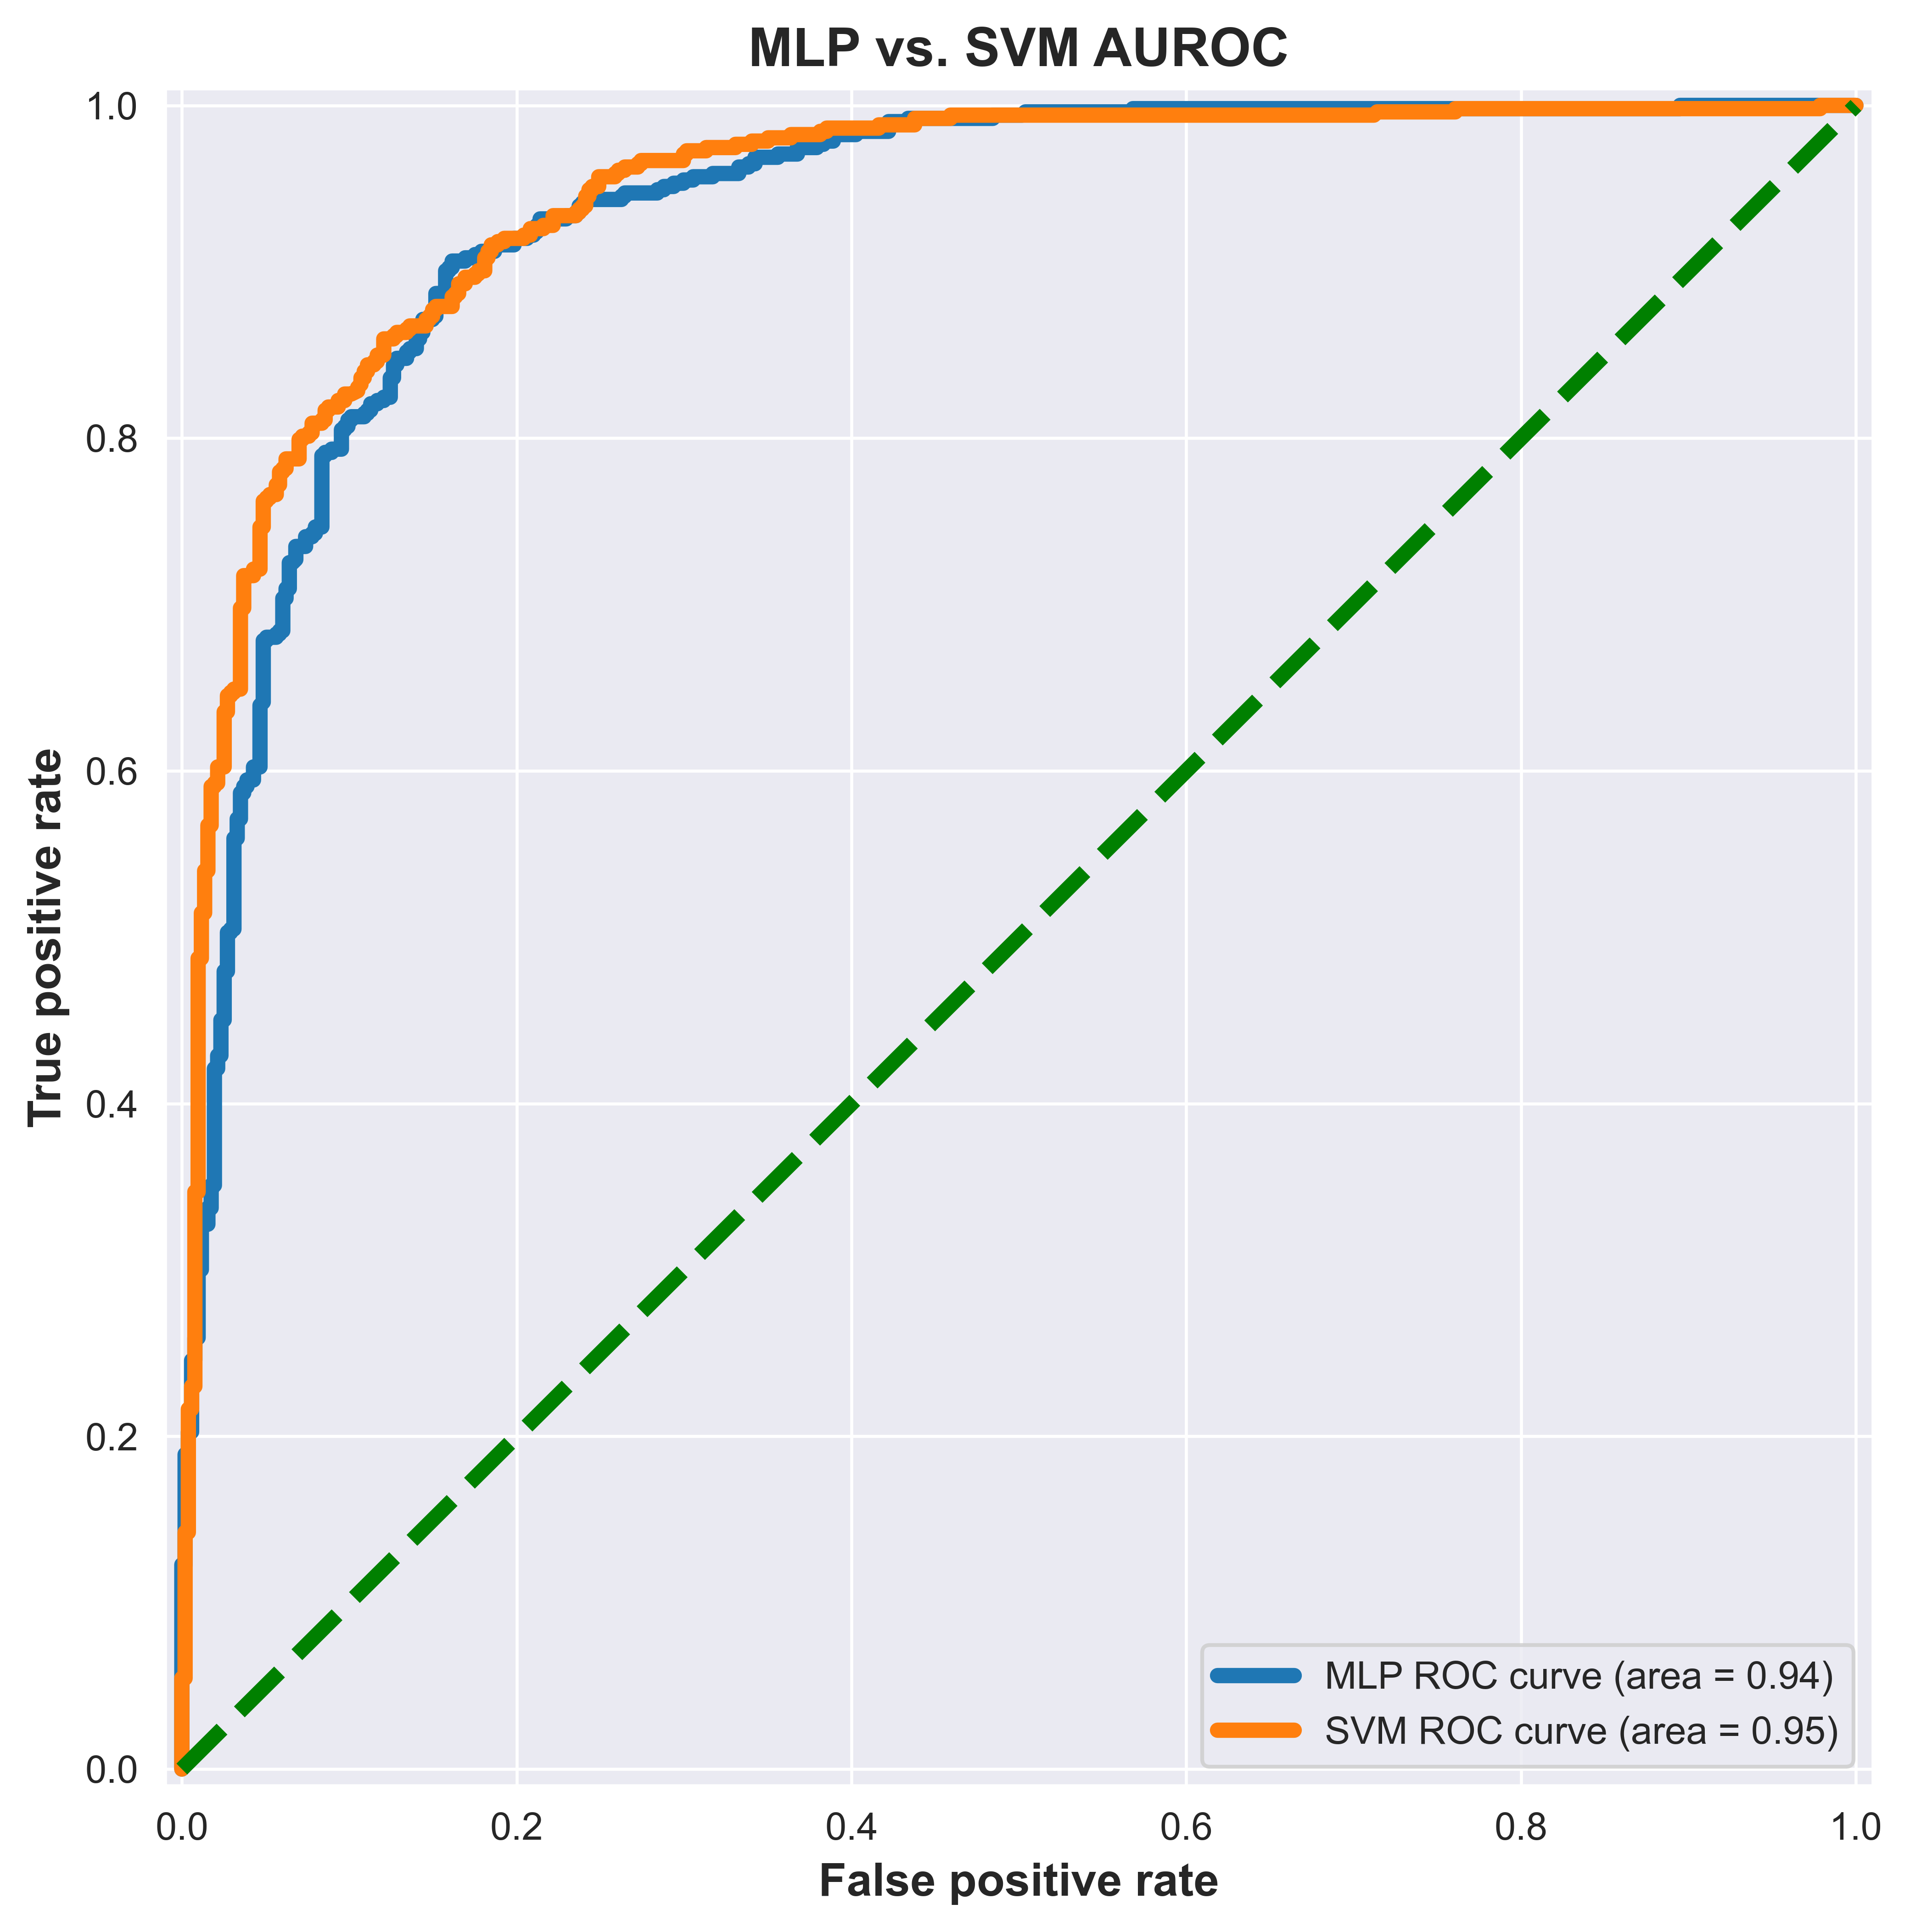 MLP vs. SVM AUROC
1.0
0.8
0.6
0.4
0.2
0.0
True positive rate
MLP ROC curve (area = 0.94)
SVM ROC curve (area = 0.95)
0.0 0.2 0.4 0.6 0.8 1.0
False positive rate